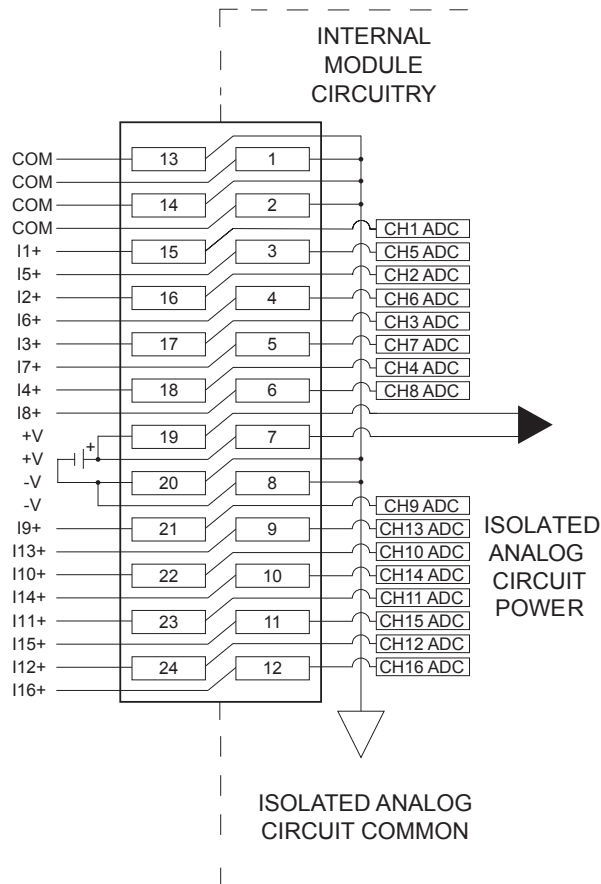 INTERNAL
MODULE
CIRCUITRY
COM 13 1
COM
COM 14 2
COM CH1 ADC
I1+ 15 3 CH5 ADC
I5+ CH2 ADC
I2+ 16 4 CH6 ADC
I6+ CH3 ADC
I3+ 17 5 CH7 ADC
I7+ CH4 ADC
I4+ 18 6 CH8 ADC
I8+
+V 19 7
+
+V
-V 20 8
-V CH9 ADC
I9+ 21 9 CH13 ADC
I13+ CH10 ADC
I10+ 22 10 CH14 ADC
I14+ CH11 ADC
I11+ 23 11 CH15 ADC
I15+ CH12 ADC
I12+ 24 12 CH16 ADC
I16+
ISOLATED
ANALOG
CIRCUIT
POWER
ISOLATED ANALOG
CIRCUIT COMMON